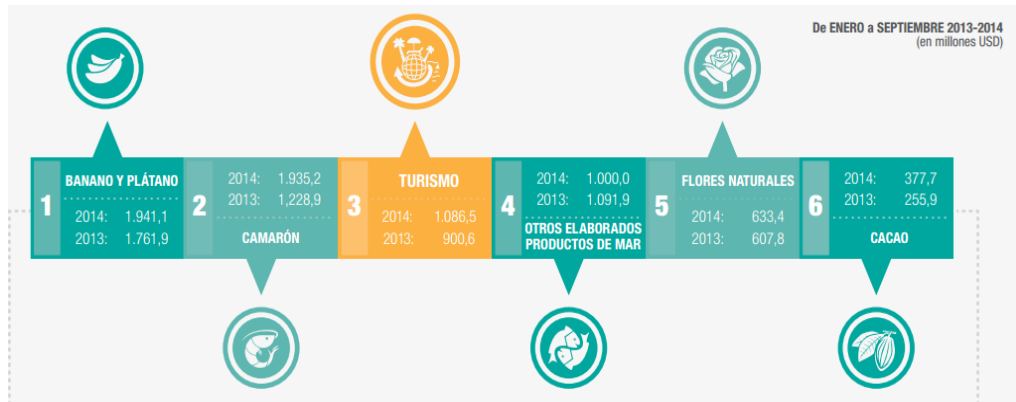 De ENERO a SEPTIEMBRE 2013-2014
(en millones USD)
1
BANANO Y PLÁTANO
2014: 1.941,1
2013: 1.761,9
2
2014: 1.935,2
2013: 1,228,9
CAMARÓN
3
TURISMO
2014: 1.086,5
2013: 900,6
4
2014: 1.000,0
2013: 1.091,9
OTROS ELABORADOS
PRODUCTOS DE MAR
5
FLORES NATURALES
2014: 633,4
2013: 607,8
6
2014: 377,7
2013: 255,9
CACAO